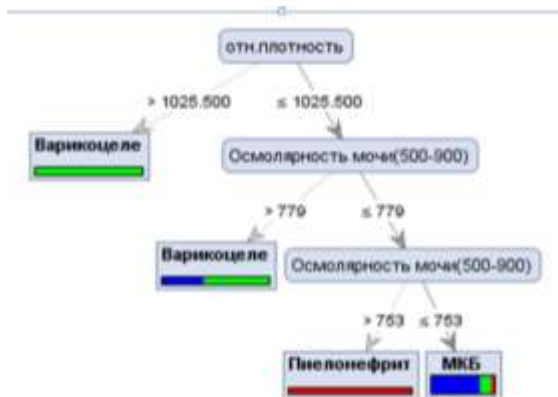 отн.плотность
> 1025.500 ≤ 1025.500
Варикоцеле
Осмолярность мочи(500-900)
> 779 ≤ 779
Варикоцеле
Осмолярность мочи(500-900)
> 753 ≤ 753
Пиелонефрит МКБ